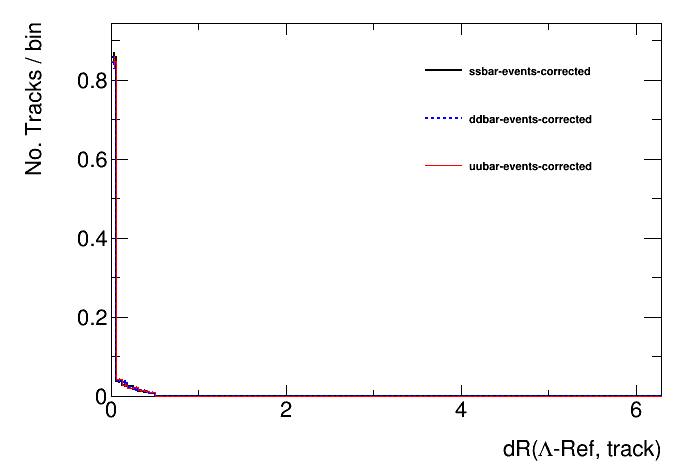 No. Tracks / bin
ssbar-events-corrected
ddbar-events-corrected
uubar-events-corrected
0.8
0.6
0.4
0.2
0
0 2 4 6
dR(Λ-Ref, track)